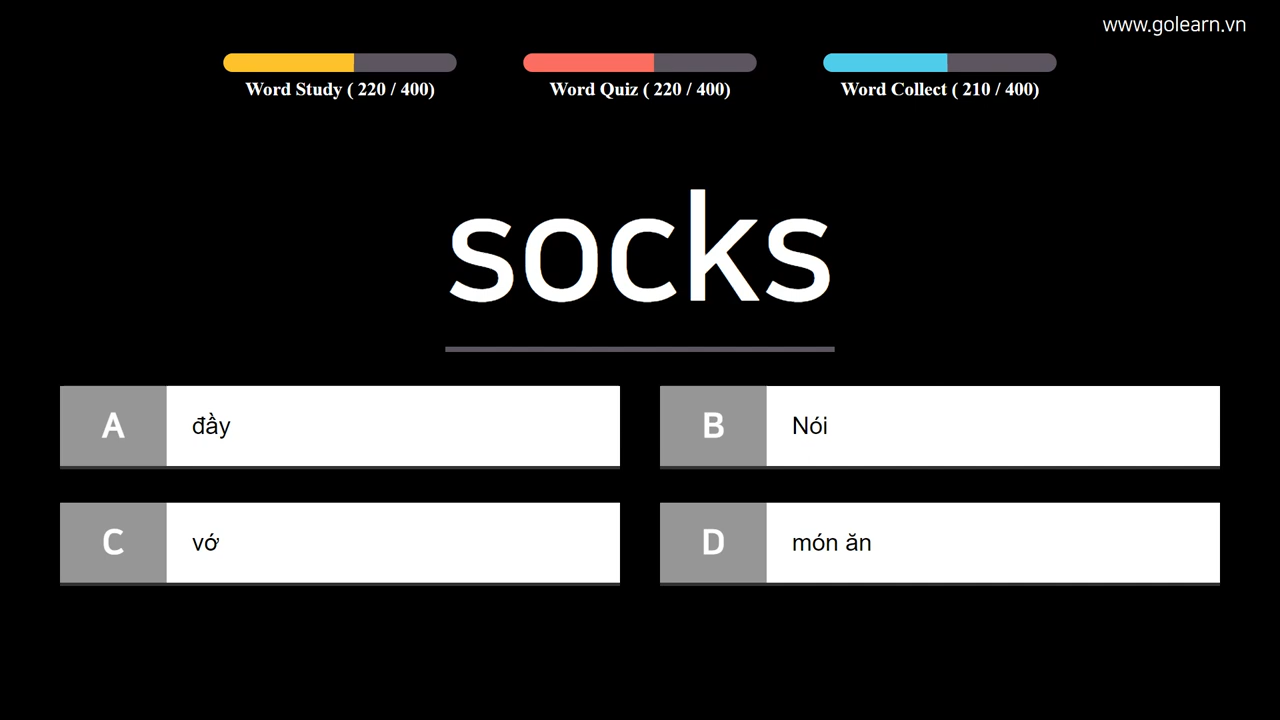 www.golearn.vn
Word Study ( 220 / 400)
Word Quiz ( 220 / 400)
Word Collect ( 210 / 400)
socks
A đầy
B Nói
C vớ
D món ăn